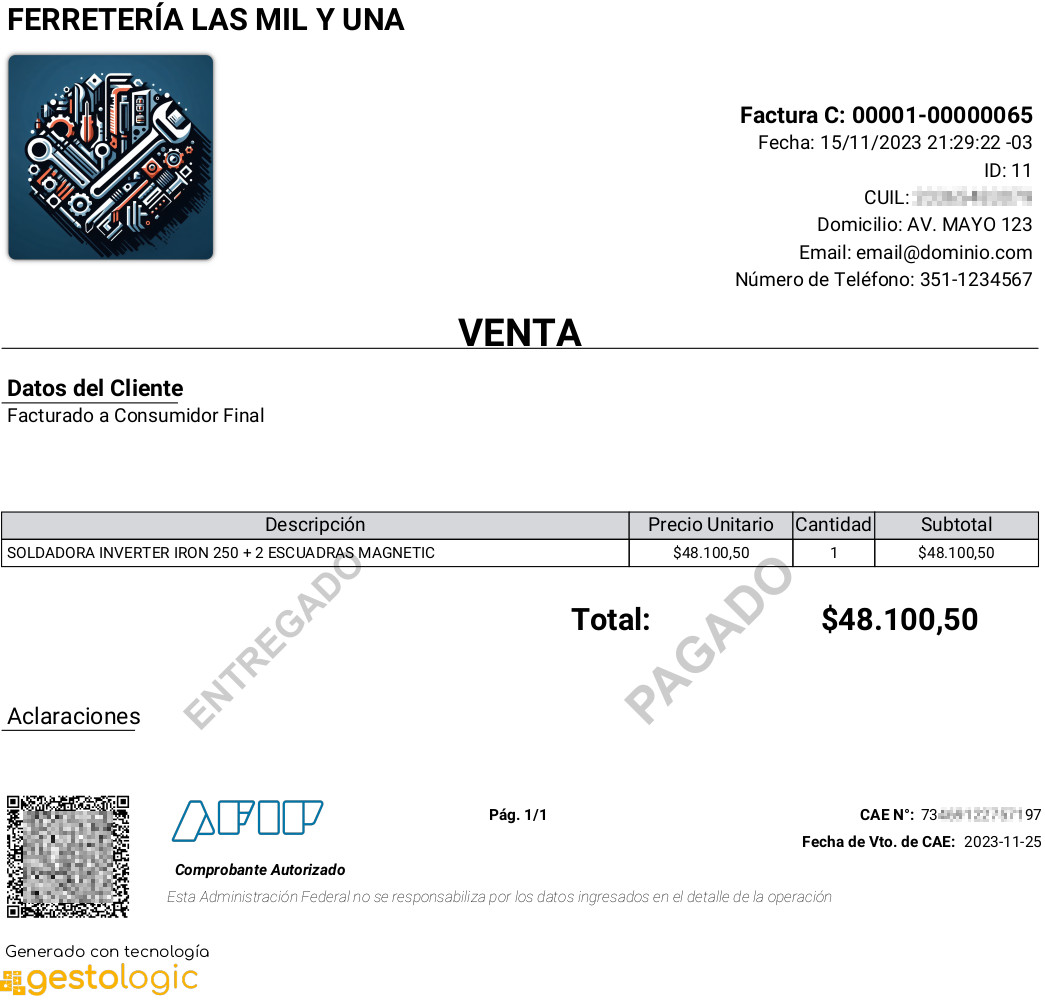 FERRETERÍA LAS MIL Y UNA
Factura C: 00001-00000065
Fecha: 15/11/2023 21:29:22 -03
ID: 11
CUIL:
Domicilio: AV. MAYO 123
Email: email@dominio.com
Número de Teléfono: 351-1234567
VENTA
Datos del Cliente
Facturado a Consumidor Final
Descripción Precio Unitario Cantidad Subtotal
SOLDADORA INVERTER IRON 250 + 2 ESCUADRAS MAGNETIC $48.100,50 1 $48.100,50
Total: $48.100,50
ENTREGADO
PAGADO
Aclaraciones
AFIP
Pág. 1/1
CAE N°:
Fecha de Vto. de CAE: 2023-11-25
Comprobante Autorizado
Esta Administración Federal no se responsabiliza por los datos ingresados en el detalle de la operación
Generado con tecnología
gestologic